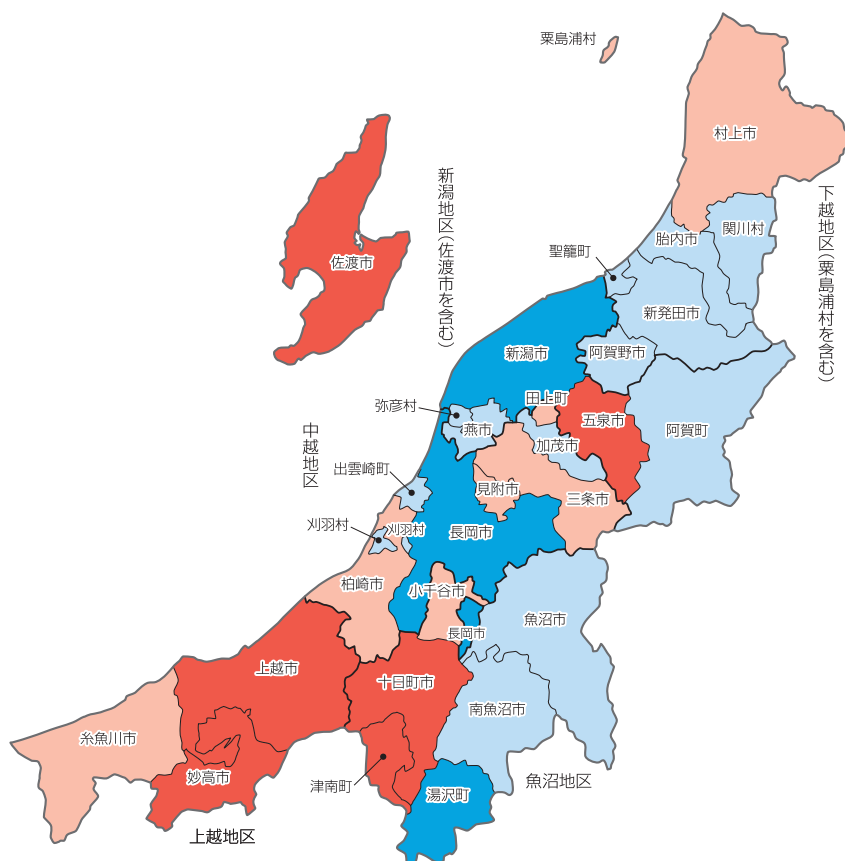 粟島浦村
村上市
新潟地区(佐渡市を含む)
下越地区(粟島浦村を含む)
関川村
胎内市
聖籠町
佐渡市
新発田市
新潟市
阿賀野市
弥彦村
田上町
五泉市
燕市
加茂市
阿賀町
中越地区
出雲崎町
見附市
三条市
刈羽村
刈羽村
長岡市
柏崎市
小千谷市
魚沼市
長岡市
上越市
十日町市
南魚沼市
糸魚川市
妙高市
津南町
湯沢町
魚沼地区
上越地区